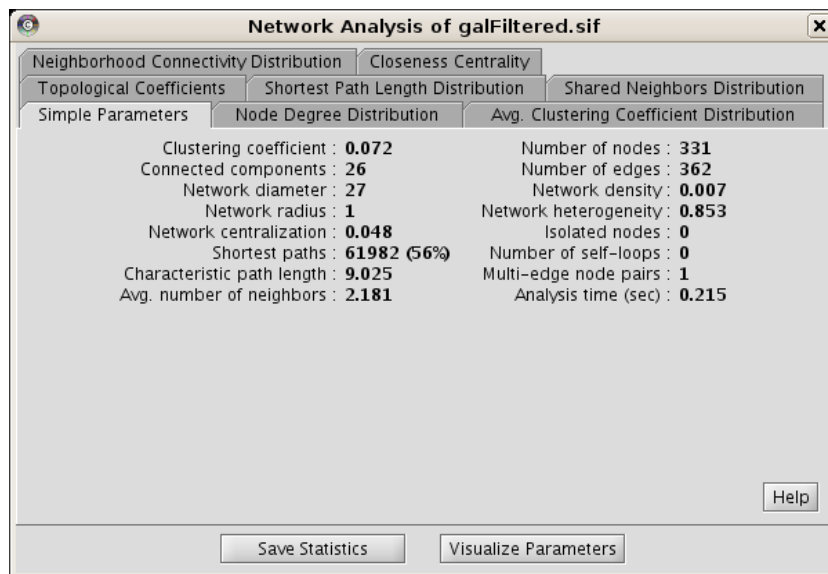 Network Analysis of galFiltered.sif
Neighborhood Connectivity Distribution Closeness Centrality
Topological Coefficients Shortest Path Length Distribution Shared Neighbors Distribution
Simple Parameters Node Degree Distribution Avg. Clustering Coefficient Distribution
Clustering coefficient : 0.072 Number of nodes : 331
Connected components : 26 Number of edges : 362
Network diameter : 27 Network density : 0.007
Network radius : 1 Network heterogeneity : 0.853
Network centralization : 0.048 Isolated nodes : 0
Shortest paths : 61982 (56%) Number of self-loops : 0
Characteristic path length : 9.025 Multi-edge node pairs : 1
Avg. number of neighbors : 2.181 Analysis time (sec) : 0.215
Help
Save Statistics Visualize Parameters